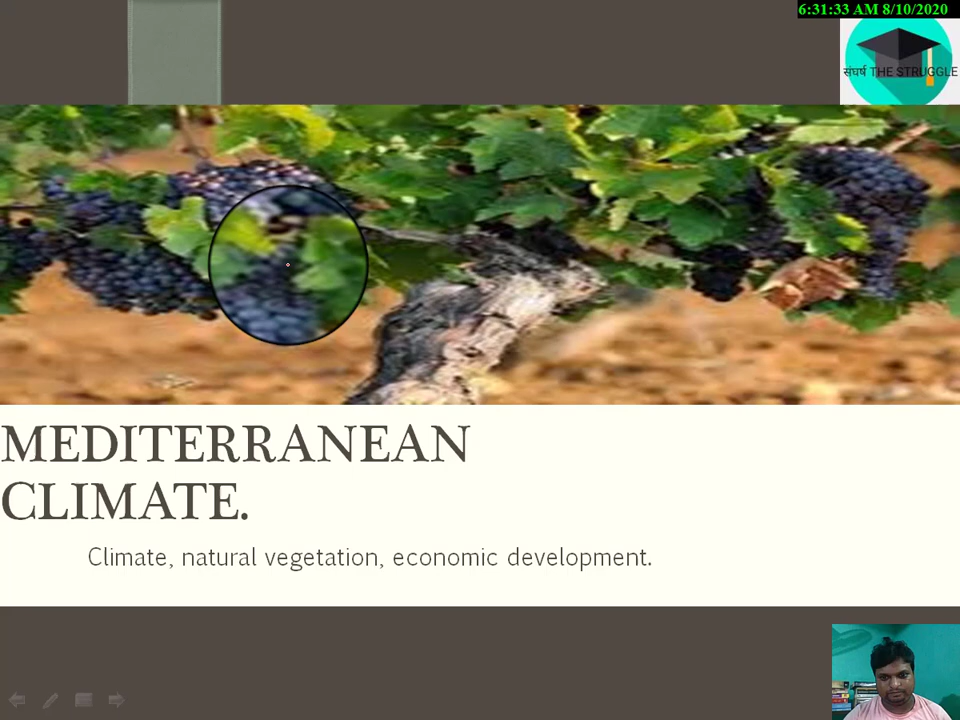 6:31:33 AM 8/10/2020
संघर्ष THE STRUGGLE
MEDITERRANEAN
CLIMATE.
Climate, natural vegetation, economic development.